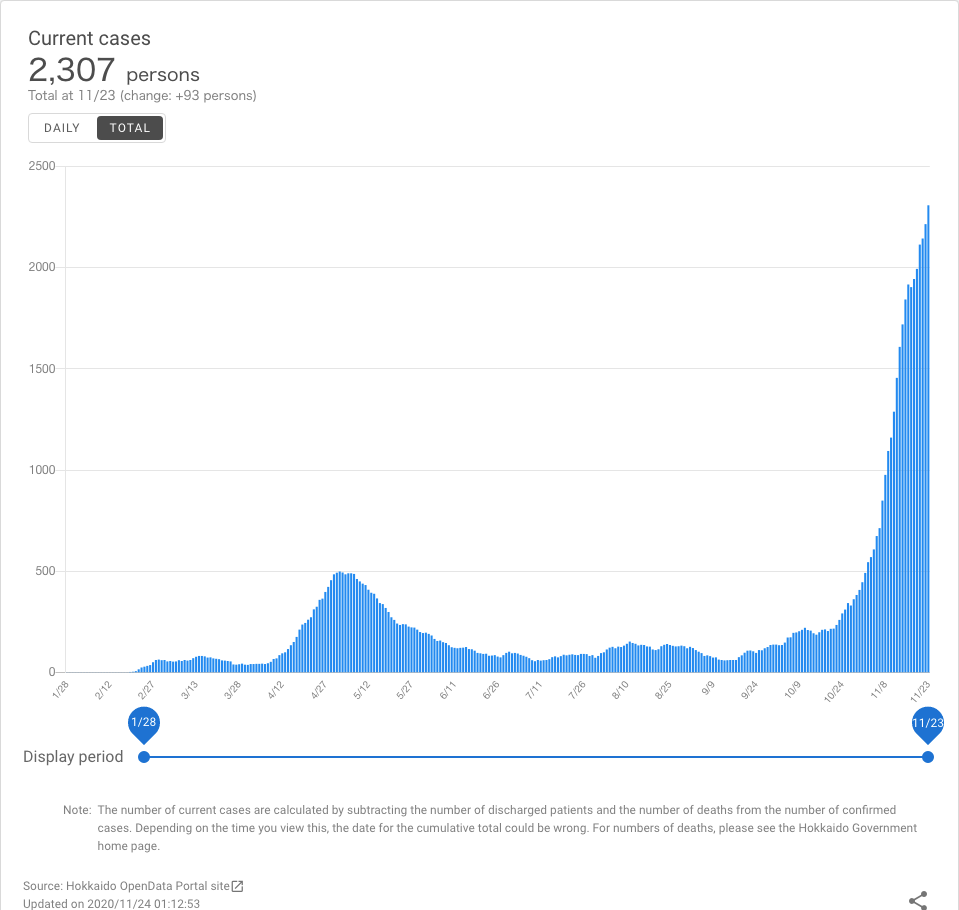 Current cases
2,307 persons
Total at 11/23 (change: +93 persons)
DAILY TOTAL
2500
2000
1500
1000
500
0
1/28 2/12 2/27 3/13 3/28 4/12 4/27 5/12 5/27 6/11 6/26 7/11 7/26 8/10 8/25 9/9 9/24 10/9 10/24 11/8 11/23
1/28 11/23
Display period
Note: The number of current cases are calculated by subtracting the number of discharged patients and the number of deaths from the number of confirmed
cases. Depending on the time you view this, the date for the cumulative total could be wrong. For numbers of deaths, please see the Hokkaido Government
home page.
Source: Hokkaido OpenData Portal site
Updated on 2020/11/24 01:12:53